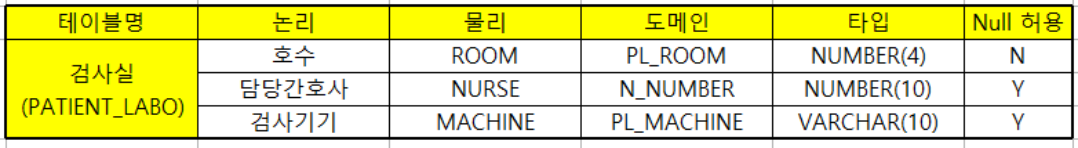 테이블명 논리 물리 도메인 타입 Null 허용
검사실
(PATIENT_LABO)
호수 ROOM PL_ROOM NUMBER(4) N
담당간호사 NURSE N_NUMBER NUMBER(10) Y
검사기기 MACHINE PL_MACHINE VARCHAR(10) Y